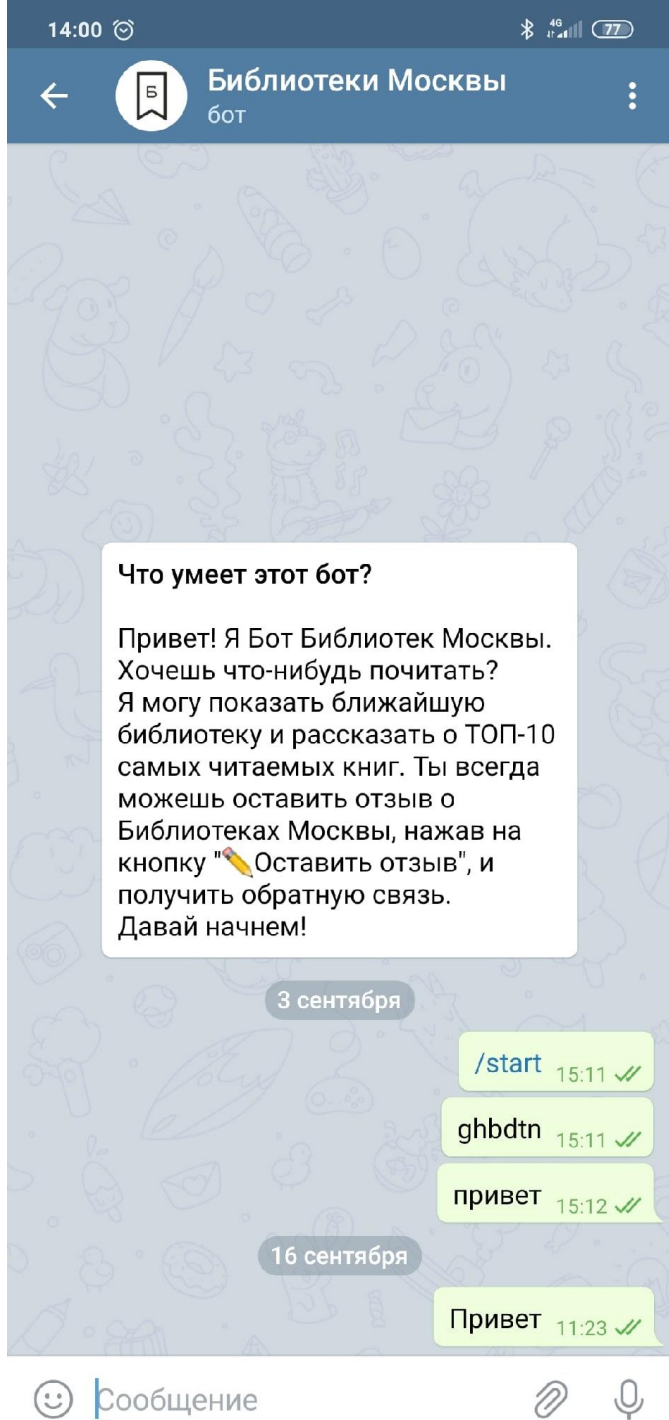 14:00
4G
77
Б
Библиотеки Москвы
бот
Что умеет этот бот?
Привет! Я Бот Библиотек Москвы.
Хочешь что-нибудь почитать?
Я могу показать ближайшую
библиотеку и рассказать о ТОП-10
самых читаемых книг. Ты всегда
можешь оставить отзыв о
Библиотеках Москвы, нажав на
кнопку "✏️Оставить отзыв", и
получить обратную связь.
Давай начнем!
3 сентября
/start 15:11
ghbdtn 15:11
привет 15:12
16 сентября
Привет 11:23
Сообщение